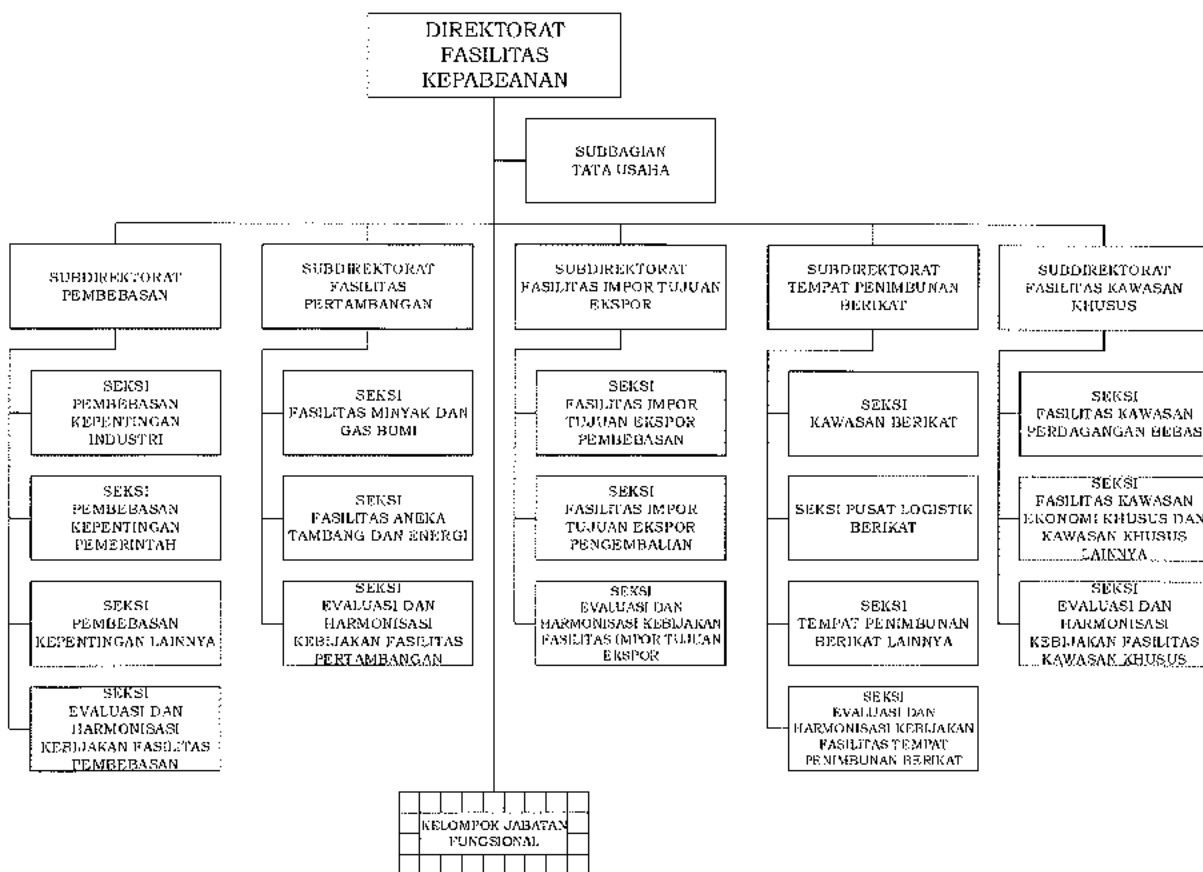 DIREKTORAT
FASILITAS
KEPABEANAN
SUBBAGIAN
TATA USAHA
SUBDIREKTORAT
PEMBEBASAN
SUBDIREKTORAT
FASILITAS
PERTAMBANGAN
SUBDIREKTORAT
FASILITAS IMPOR TUJUAN
EKSPOR
SUBDIREKTORAT
TEMPAT PENIMBUNAN
BERIKAT
SUBDIREKTORAT
FASILITAS KAWASAN
KHUSUS
SEKSI
PEMBEBASAN
KEPENTINGAN
INDUSTRI
SEKSI
FASILITAS MINYAK DAN
GAS BUMI
SEKSI
FASILITAS IMPOR
TUJUAN EKSPOR
PEMBEBASAN
SEKSI
KAWASAN BERIKAT
SEKSI
FASILITAS KAWASAN
PERDAGANGAN BEBAS
SEKSI
PEMBEBASAN
KEPENTINGAN
PEMERINTAH
SEKSI
FASILITAS ANEKA
TAMBANG DAN ENERGI
SEKSI
FASILITAS IMPOR
TUJUAN EKSPOR
PENGEMBALIAN
SEKSI PUSAT LOGISTIK
BERIKAT
SEKSI
FASILITAS KAWASAN
EKONOMI KHUSUS DAN
KAWASAN KHUSUS
LAINNYA
SEKSI
PEMBEBASAN
KEPENTINGAN LAINNYA
SEKSI
EVALUASI DAN
HARMONISASI
KEBIJAKAN FASILITAS
PERTAMBANGAN
SEKSI
EVALUASI DAN
HARMONISASI KEBIJAKAN
FASILITAS IMPOR TUJUAN
EKSPOR
SEKSI
TEMPAT PENIMBUNAN
BERIKAT LAINNYA
SEKSI
EVALUASI DAN
HARMONISASI
KEBIJAKAN FASILITAS
KAWASAN KHUSUS
SEKSI
EVALUASI DAN
HARMONISASI
KEBIJAKAN FASILITAS
PEMBEBASAN
SEKSI
EVALUASI DAN
HARMONISASI KEBIJAKAN
FASILITAS TEMPAT
PENIMBUNAN BERIKAT
KELOMPOK JABATAN
FUNGSIONAL